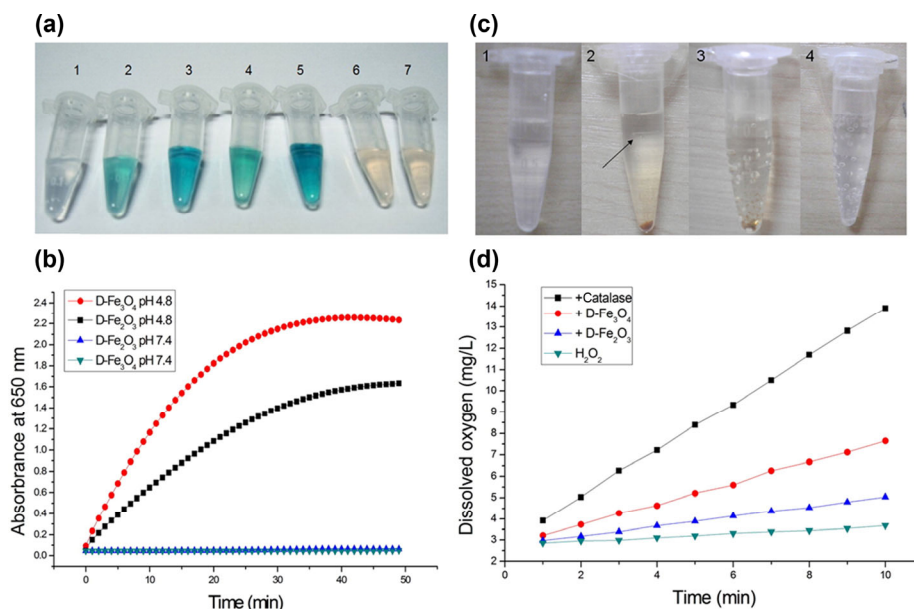 (a)
1 2 3 4 5 6 7
(c)
1 2 3 4
(b)
Absorbrance at 650 nm
2.4
2.2
2.0
1.8
1.6
1.4
1.2
1.0
0.8
0.6
0.4
0.2
0.0
D-Fe₃O₄ pH 4.8
D-Fe₂O₃ pH 4.8
D-Fe₂O₃ pH 7.4
D-Fe₃O₄ pH 7.4
0 10 20 30 40 50
Time (min)
(d)
Dissolved oxygen (mg/L)
15
14
13
12
11
10
9
8
7
6
5
4
3
2
+Catalase
+ D-Fe₃O₄
+ D-Fe₂O₃
H₂O₂
0 2 4 6 8 10
Time (min)